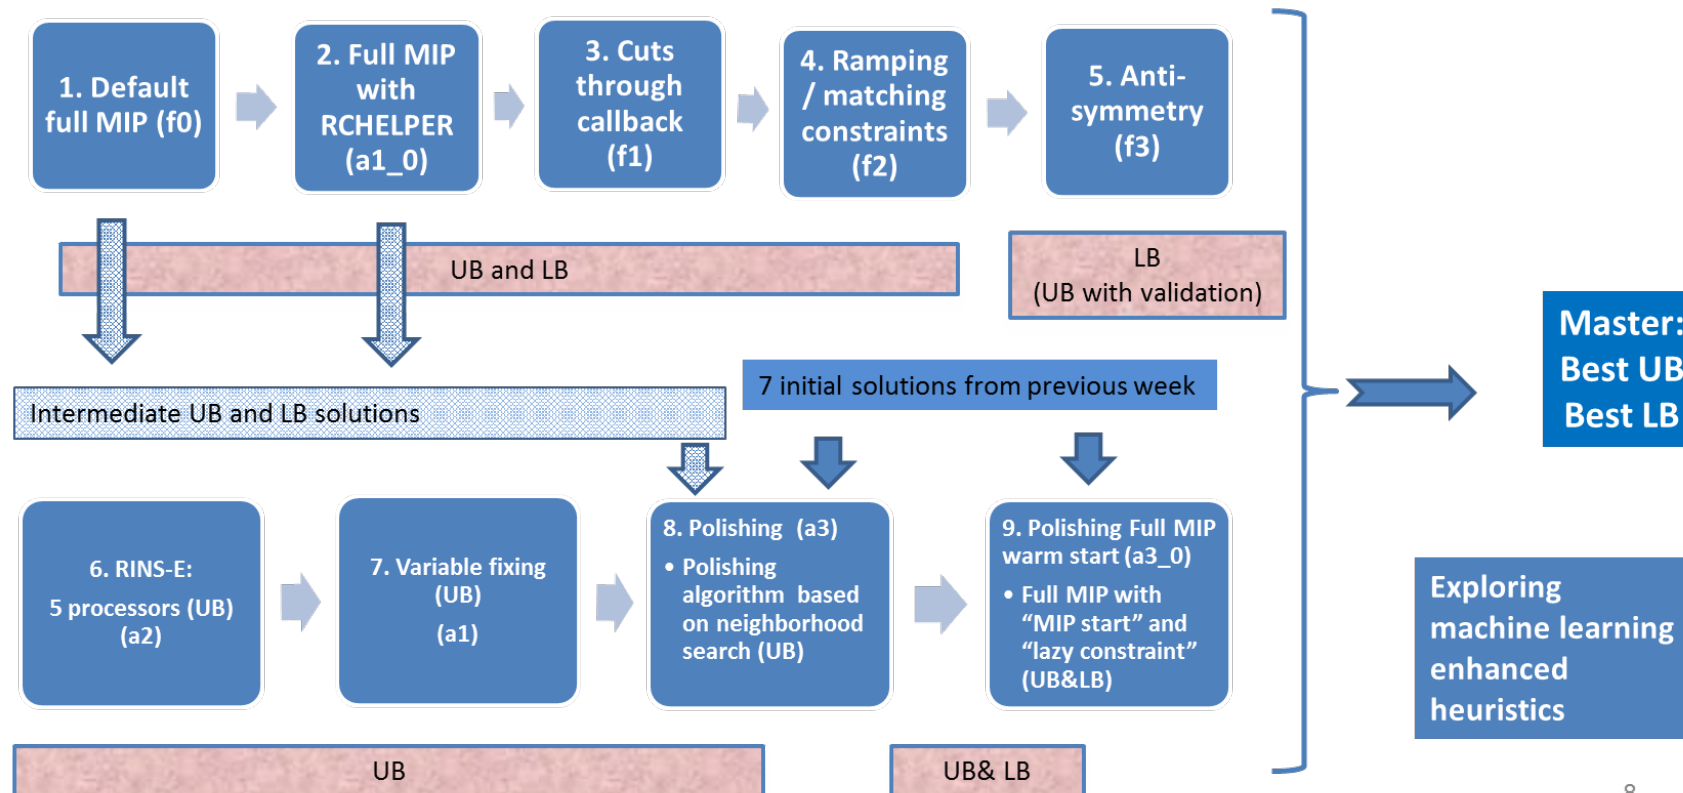 1. Default
full MIP (f0)
2. Full MIP
with
RCHELPER
(a1_0)
3. Cuts
through
callback
(f1)
4. Ramping
/ matching
constraints
(f2)
5. Anti-
symmetry
(f3)
UB and LB
LB
(UB with validation)
Master:
Best UB
Best LB
Intermediate UB and LB solutions
7 initial solutions from previous week
6. RINS-E:
5 processors (UB)
(a2)
7. Variable fixing
(UB)
(a1)
8. Polishing (a3)
• Polishing
algorithm based
on neighborhood
search (UB)
9. Polishing Full MIP
warm start (a3_0)
• Full MIP with
“MIP start” and
“lazy constraint”
(UB&LB)
Exploring
machine learning
enhanced
heuristics
UB
UB& LB
8